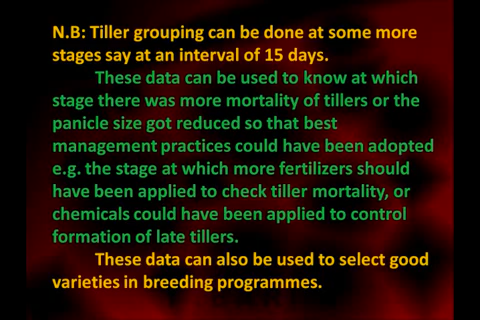 N.B: Tiller grouping can be done at some more
stages say at an interval of 15 days.
These data can be used to know at which
stage there was more mortality of tillers or the
panicle size got reduced so that best
management practices could have been adopted
e.g. the stage at which more fertilizers should
have been applied to check tiller mortality, or
chemicals could have been applied to control
formation of late tillers.
These data can also be used to select good
varieties in breeding programmes.